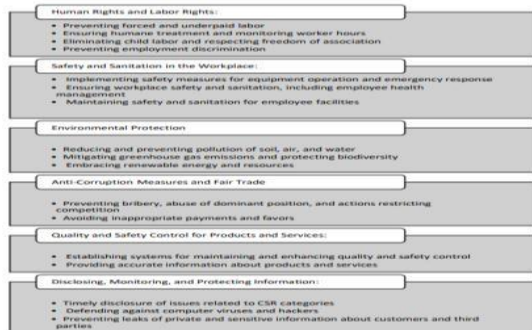 Human Rights and Labor Rights:
• Preventing forced and underpaid labor
• Ensuring humane treatment and monitoring worker hours
• Eliminating child labor and respecting freedom of association
• Preventing employment discrimination
Safety and Sanitation in the Workplace:
• Implementing safety measures for equipment operation and emergency response
• Ensuring workplace safety and sanitation, including employee health
management
• Maintaining safety and sanitation for employee facilities
Environmental Protection
• Reducing and preventing pollution of soil, air, and water
• Mitigating greenhouse gas emissions and protecting biodiversity
• Embracing renewable energy and resources
Anti-Corruption Measures and Fair Trade
• Preventing bribery, abuse of dominant position, and actions restricting
competition
• Avoiding inappropriate payments and favors
Quality and Safety Control for Products and Services:
• Establishing systems for maintaining and enhancing quality and safety control
• Providing accurate information about products and services
Disclosing, Monitoring, and Protecting Information:
• Timely disclosure of issues related to CSR categories
• Defending against computer viruses and hackers
• Preventing leaks of private and sensitive information about customers and third
parties